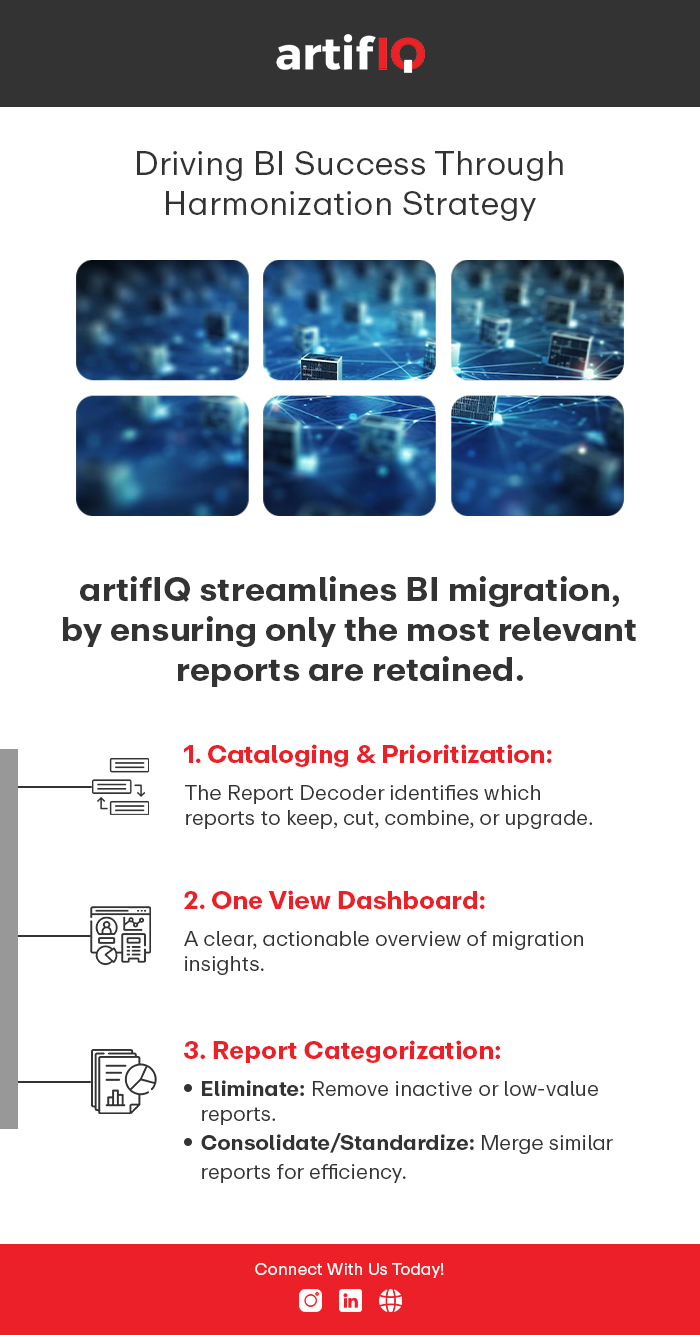 artifIQ
Driving BI Success Through
Harmonization Strategy
artifIQ streamlines BI migration,
by ensuring only the most relevant
reports are retained.
1. Cataloging & Prioritization:
The Report Decoder identifies which
reports to keep, cut, combine, or upgrade.
2. One View Dashboard:
A clear, actionable overview of migration
insights.
3. Report Categorization:
• Eliminate: Remove inactive or low-value
reports.
• Consolidate/Standardize: Merge similar
reports for efficiency.
Connect With Us Today!
in